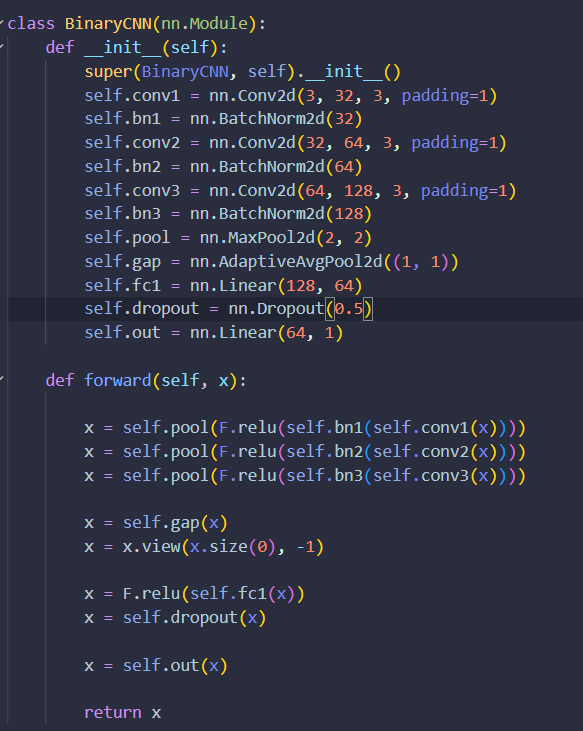 class BinaryCNN(nn.Module):
    def __init__(self):
        super(BinaryCNN, self).__init__()
        self.conv1 = nn.Conv2d(3, 32, 3, padding=1)
        self.bn1 = nn.BatchNorm2d(32)
        self.conv2 = nn.Conv2d(32, 64, 3, padding=1)
        self.bn2 = nn.BatchNorm2d(64)
        self.conv3 = nn.Conv2d(64, 128, 3, padding=1)
        self.bn3 = nn.BatchNorm2d(128)
        self.pool = nn.MaxPool2d(2, 2)
        self.gap = nn.AdaptiveAvgPool2d((1, 1))
        self.fc1 = nn.Linear(128, 64)
        self.dropout = nn.Dropout(0.5)
        self.out = nn.Linear(64, 1)

    def forward(self, x):

        x = self.pool(F.relu(self.bn1(self.conv1(x))))
        x = self.pool(F.relu(self.bn2(self.conv2(x))))
        x = self.pool(F.relu(self.bn3(self.conv3(x))))

        x = self.gap(x)
        x = x.view(x.size(0), -1)

        x = F.relu(self.fc1(x))
        x = self.dropout(x)

        x = self.out(x)

        return x